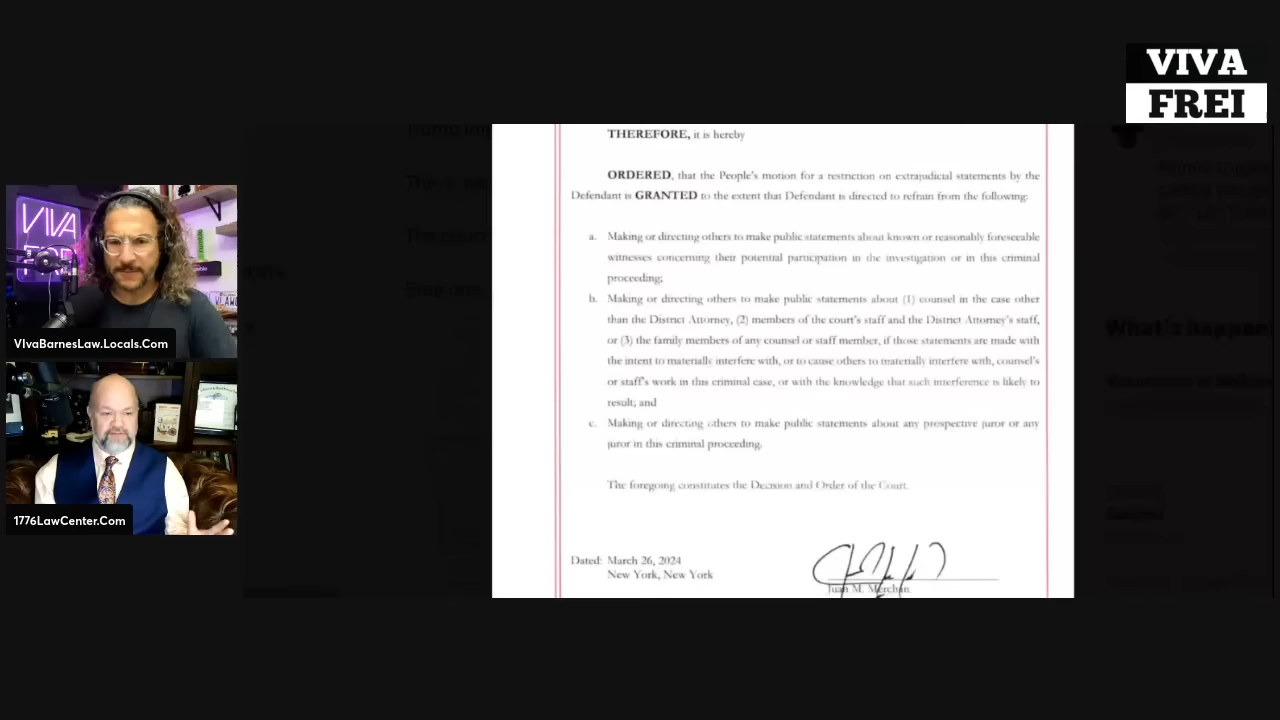 VIVA
FREI
THEREFORE, it is hereby
ORDERED, that the People's motion for a restriction on extrajudicial statements by the
Defendant is GRANTED to the extent that Defendant is directed to refrain from the following:
a. Making or directing others to make public statements about known or reasonably foreseeable
witnesses concerning their potential participation in the investigation or in this criminal
proceeding;
b. Making or directing others to make public statements about (1) counsel in the case other
than the District Attorney, (2) members of the court's staff and the District Attorney's staff,
or (3) the family members of any counsel or staff member, if those statements are made with
the intent to materially interfere with, or to cause others to materially interfere with, counsel's
or staff's work in this criminal case, or with the knowledge that such interference is likely to
result; and
c. Making or directing others to make public statements about any prospective juror or any
juror in this criminal proceeding.
The foregoing constitutes the Decision and Order of the Court.
Dated: March 26, 2024
New York, New York
Juan M. Merchan
VIVA
FR
VIvaBarnesLaw.Locals.Com
1776LawCenter.Com
What's happen